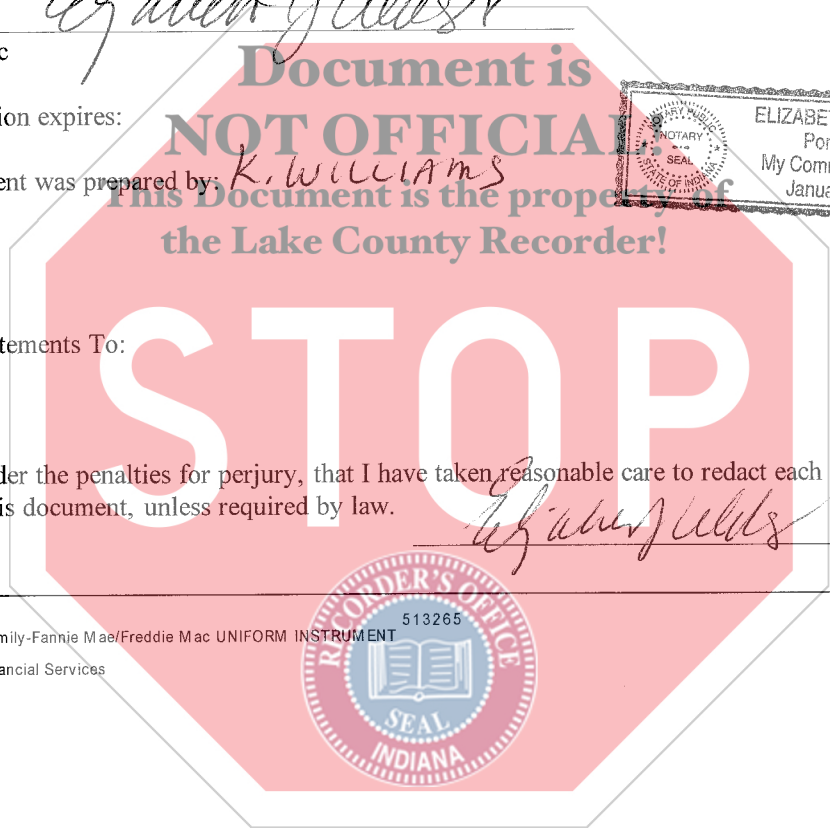 c
Document is
NOT OFFICIAL!
ion expires:
ELIZABE
Por
My Comm
Janua
NOTARY PUBLIC
NOTARY
SEAL
STATE OF INDIANA
ent was prepared by: K. WILLIAMS
This Document is the property of
the Lake County Recorder!
STOP
tements To:
der the penalties for perjury, that I have taken reasonable care to redact each
is document, unless required by law.
513265
mily-Fannie Mae/Freddie Mac UNIFORM INSTRUMENT
ancial Services
RECORDER'S OFFICE
SEAL
INDIANA